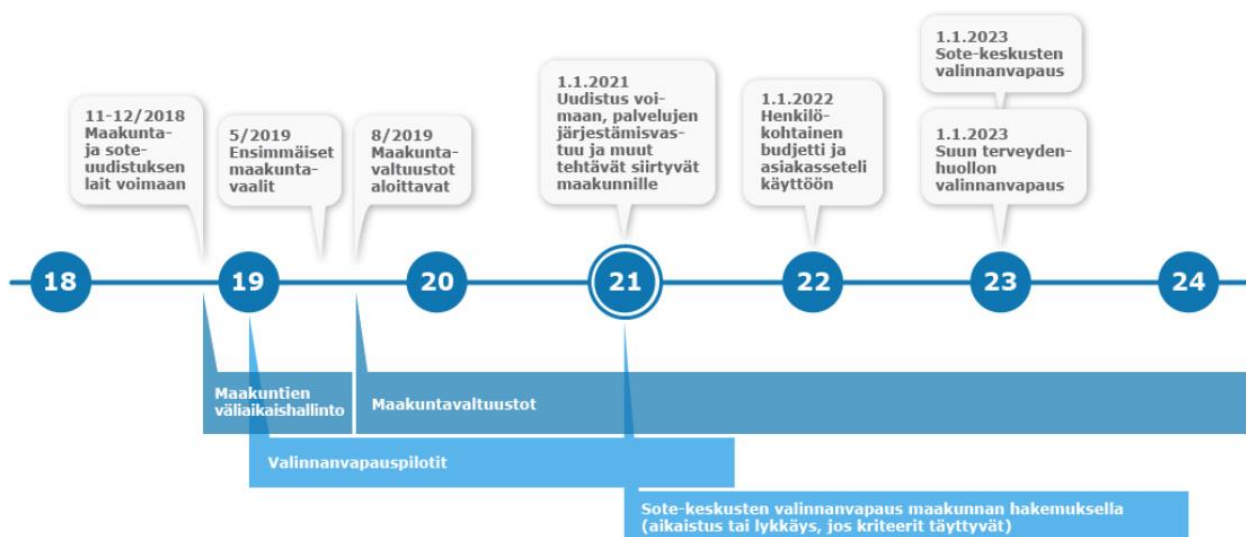 11-12/2018
Maakunta-
ja sote-
uudistuksen
lait voimaan
5/2019
Ensimmäiset
maakunta-
vaalit
8/2019
Maakunta-
valtuustot
aloittavat
1.1.2021
Uudistus voi-
maan, palvelujen
järjestämisvas-
tuu ja muut
tehtävät siirtyvät
maakunnille
1.1.2022
Henkilö-
kohtainen
budjetti ja
asiakasseteli
käyttöön
1.1.2023
Sote-keskusten
valinnanvapaus
1.1.2023
Suun terveyden-
huollon
valinnanvapaus
18
19
20
21
22
23
24
Maakuntien
väliaikaishallinto
Maakuntavaltuustot
Valinnanvapauspilotit
Sote-keskusten valinnanvapaus maakunnan hakemuksella
(aikaistus tai lykkäys, jos kriteerit täyttyvät)